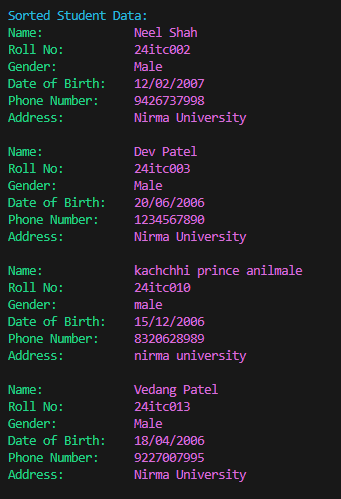 Sorted Student Data:
Name: Neel Shah
Roll No: 24itc002
Gender: Male
Date of Birth: 12/02/2007
Phone Number: 9426737998
Address: Nirma University
Name: Dev Patel
Roll No: 24itc003
Gender: Male
Date of Birth: 20/06/2006
Phone Number: 1234567890
Address: Nirma University
Name: kachchhi prince anilmale
Roll No: 24itc010
Gender: male
Date of Birth: 15/12/2006
Phone Number: 8320628989
Address: nirma university
Name: Vedang Patel
Roll No: 24itc013
Gender: Male
Date of Birth: 18/04/2006
Phone Number: 9227007995
Address: Nirma University